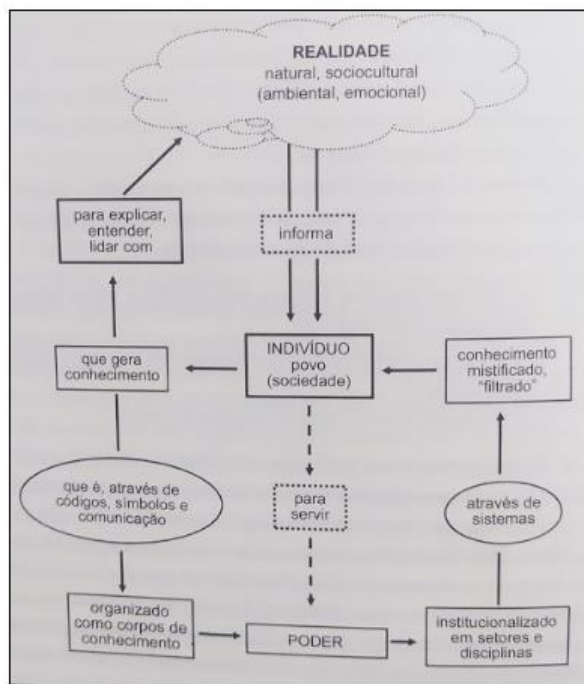 REALIDADE
natural, sociocultural
(ambiental, emocional)
para explicar,
entender,
lidar com
informa
que gera
conhecimento
INDIVÍDUO
povo
(sociedade)
conhecimento
mistificado,
"filtrado"
que é, através de
códigos, símbolos e
comunicação
para
servir
através de
sistemas
organizado
como corpos de
conhecimento
PODER
institucionalizado
em setores e
disciplinas